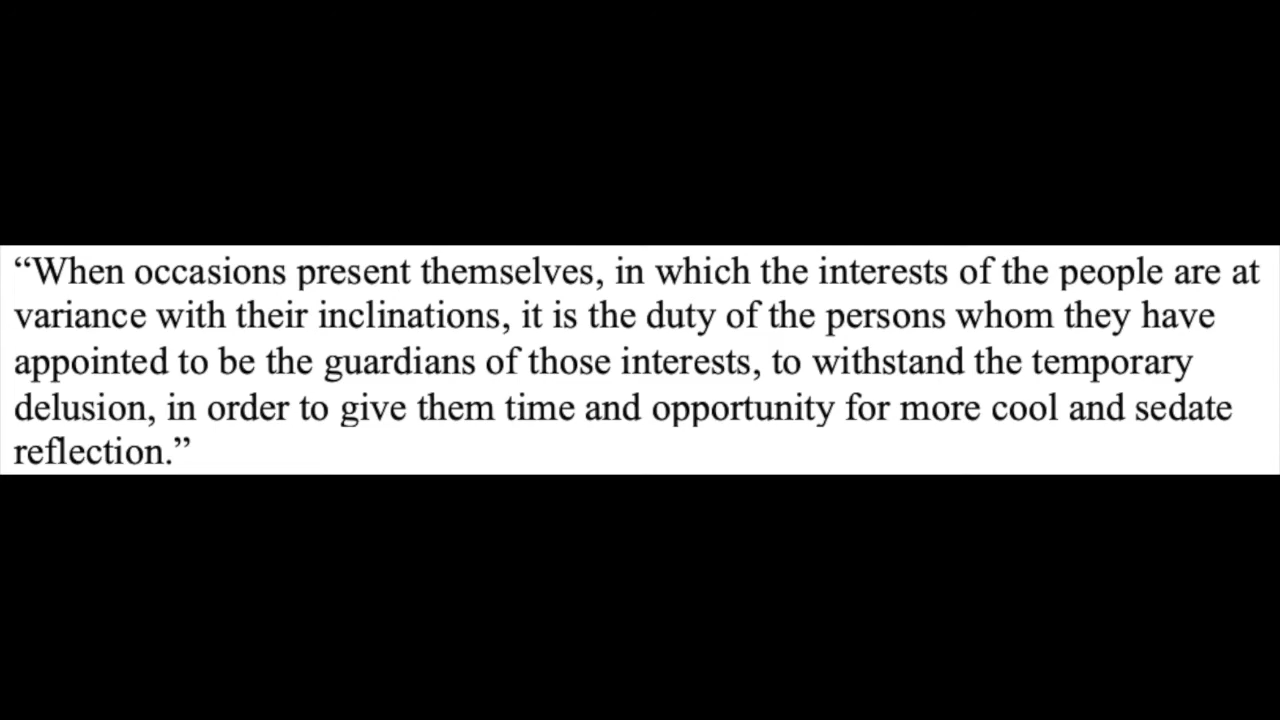 “When occasions present themselves, in which the interests of the people are at
variance with their inclinations, it is the duty of the persons whom they have
appointed to be the guardians of those interests, to withstand the temporary
delusion, in order to give them time and opportunity for more cool and sedate
reflection.”